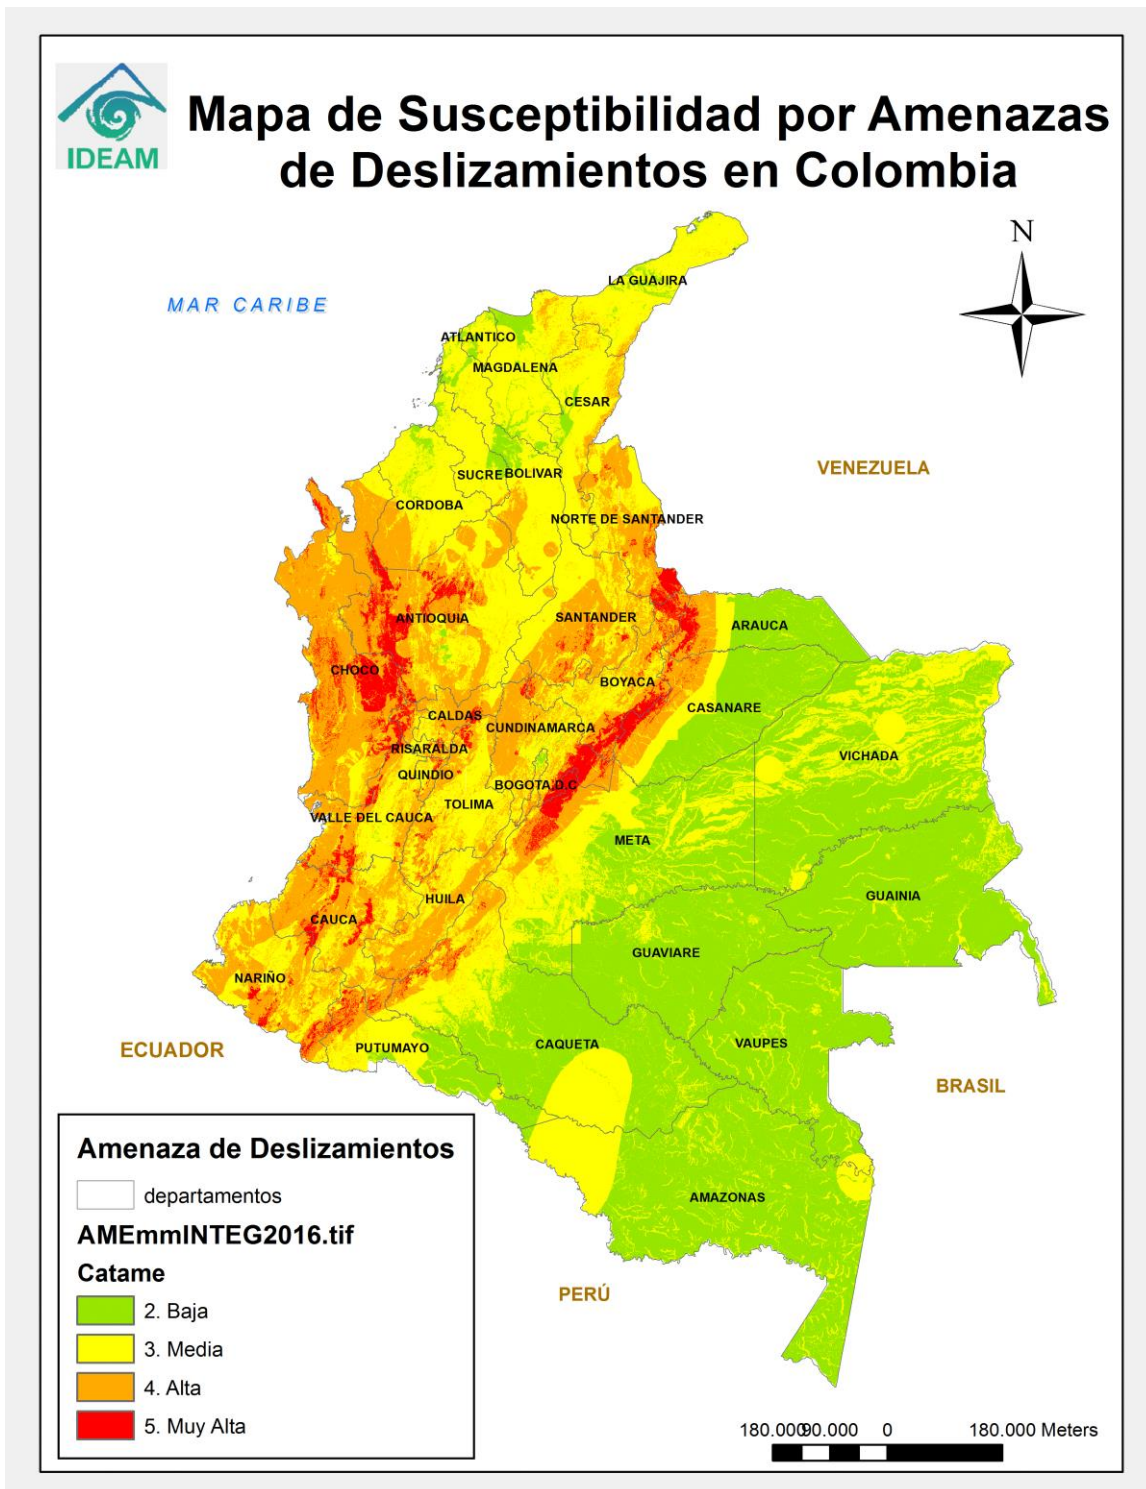 IDEAM
Mapa de Susceptibilidad por Amenazas
de Deslizamientos en Colombia
N
LA GUAJIRA
MAR CARIBE
ATLANTICO
MAGDALENA
CESAR
VENEZUELA
SUCRE BOLIVAR
CORDOBA
NORTE DE SANTANDER
ANTIOQUIA
SANTANDER
ARAUCA
CHOCO
BOYACA
CASANARE
CALDAS
CUNDINAMARCA
RISARALDA
VICHADA
QUINDIO
BOGOTA D.C
TOLIMA
VALLE DEL CAUCA
META
HUILA
GUAINIA
CAUCA
GUAVIARE
NARIÑO
ECUADOR
PUTUMAYO
CAQUETA
VAUPES
BRASIL
AMAZONAS
PERÚ
Amenaza de Deslizamientos
departamentos
AMEmmINTEG2016.tif
Catame
2. Baja
3. Media
4. Alta
5. Muy Alta
180.000 90.000 0 180.000 Meters